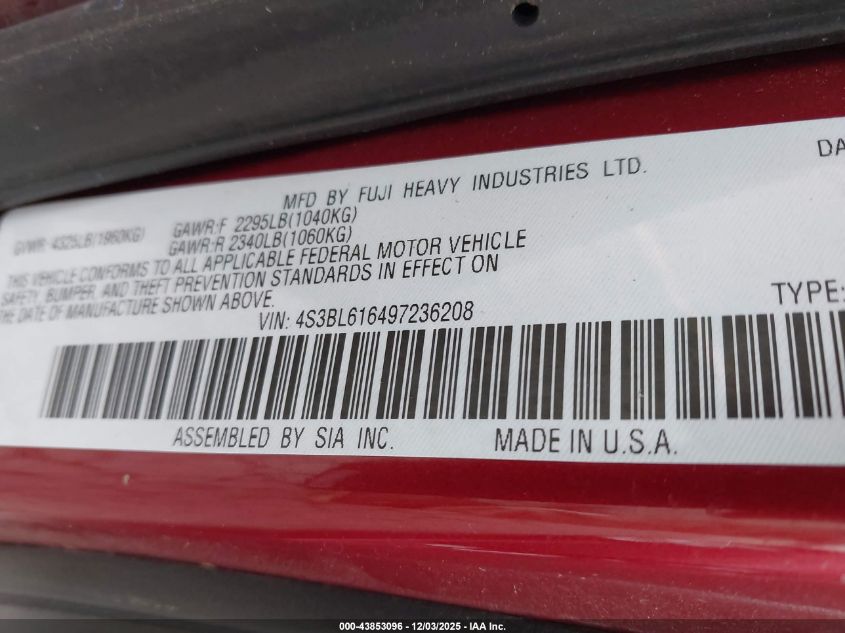 MFD BY FUJI HEAVY INDUSTRIES LTD.
DA
GVWR: 4325LB(1960KG)
GAWR:F 2295LB(1040KG)
GAWR:R 2340LB(1060KG)
THIS VEHICLE CONFORMS TO ALL APPLICABLE FEDERAL MOTOR VEHICLE
SAFETY, BUMPER, AND THEFT PREVENTION STANDARDS IN EFFECT ON
THE DATE OF MANUFACTURE SHOWN ABOVE.
VIN: 4S3BL616497236208
TYPE:
ASSEMBLED BY SIA INC.
MADE IN U.S.A.
000-43853096 - 12/03/2025 - IAA Inc.